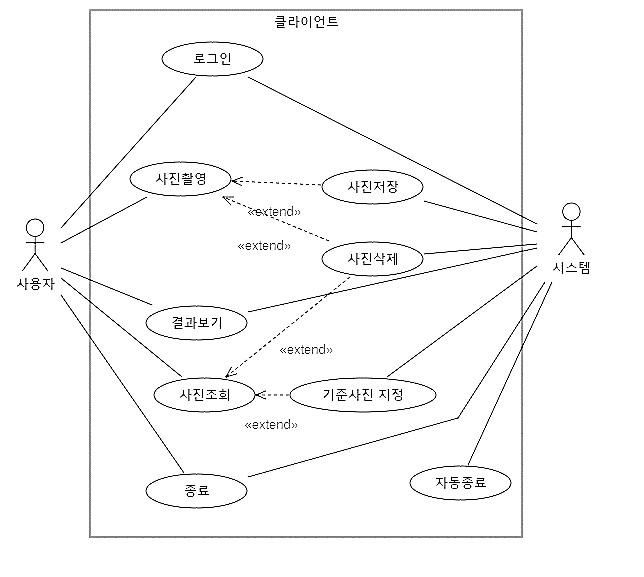 클라이언트
로그인
사진촬영
사진저장
«extend»
«extend»
사진삭제
사용자
시스템
결과보기
«extend»
사진조회
기준사진 지정
«extend»
종료
자동종료